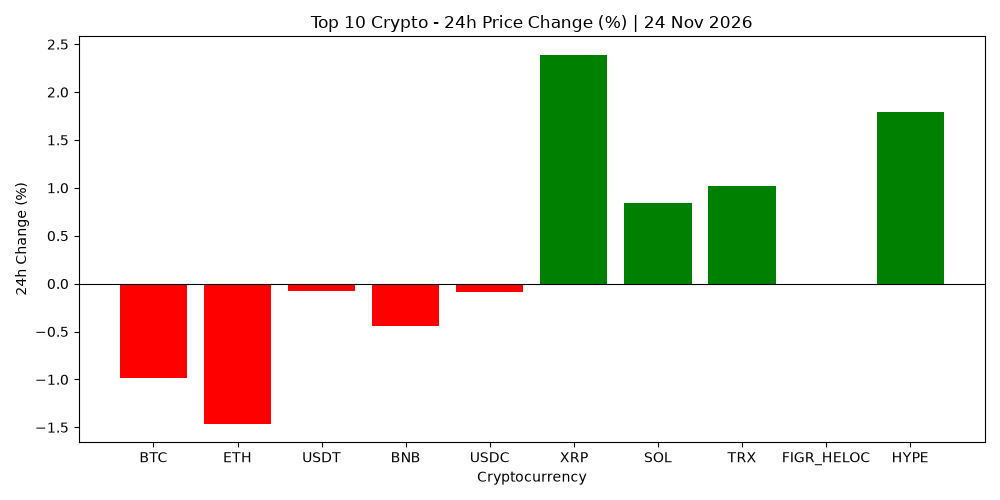 Top 10 Crypto - 24h Price Change (%) | 24 Nov 2026
2.5
2.0
1.5
1.0
0.5
0.0
−0.5
−1.0
−1.5
24h Change (%)
BTC ETH USDT BNB USDC XRP SOL TRX FIGR_HELOC HYPE
Cryptocurrency